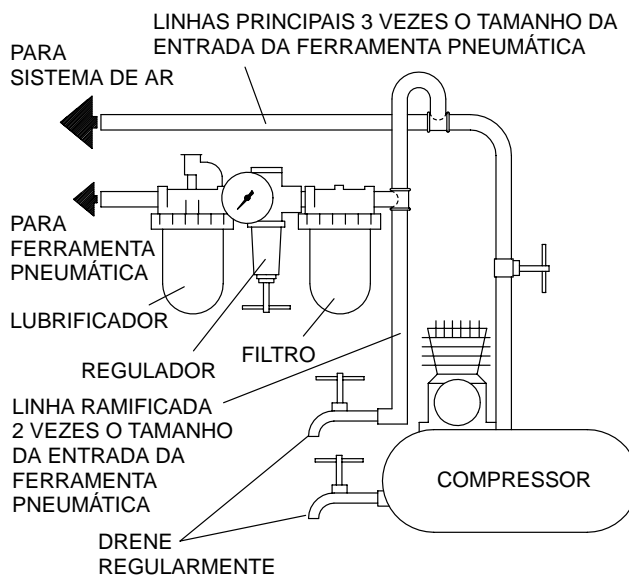 LINHAS PRINCIPAIS 3 VEZES O TAMANHO DA
ENTRADA DA FERRAMENTA PNEUMÁTICA
PARA
SISTEMA DE AR
PARA
FERRAMENTA
PNEUMÁTICA
LUBRIFICADOR
REGULADOR
FILTRO
LINHA RAMIFICADA
2 VEZES O TAMANHO
DA ENTRADA DA
FERRAMENTA
PNEUMÁTICA
COMPRESSOR
DRENE
REGULARMENTE